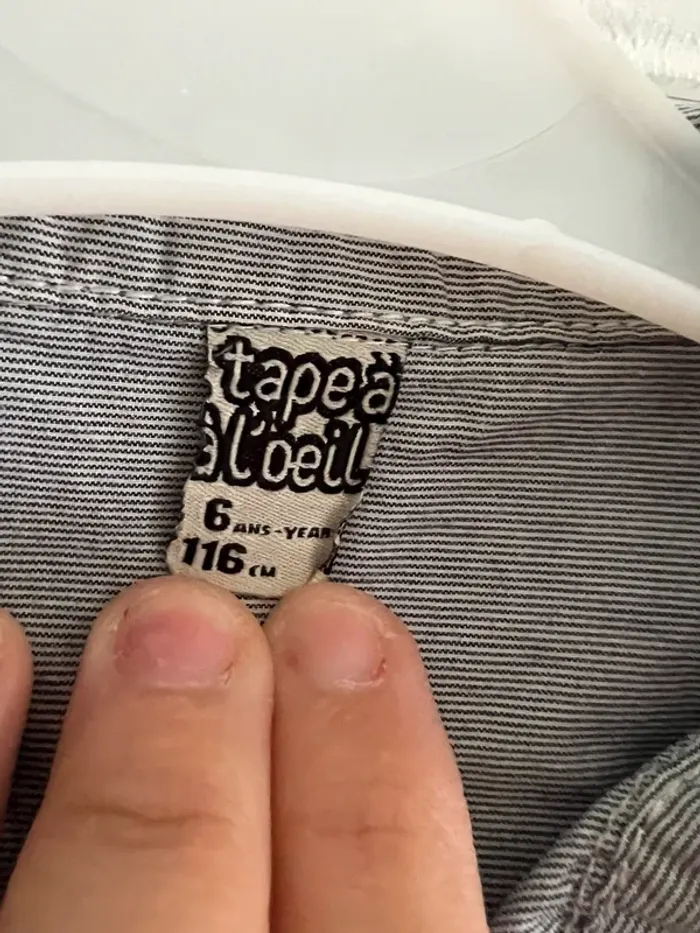 tape à
à l'oeil
6 ANS-YEAR
116 CM